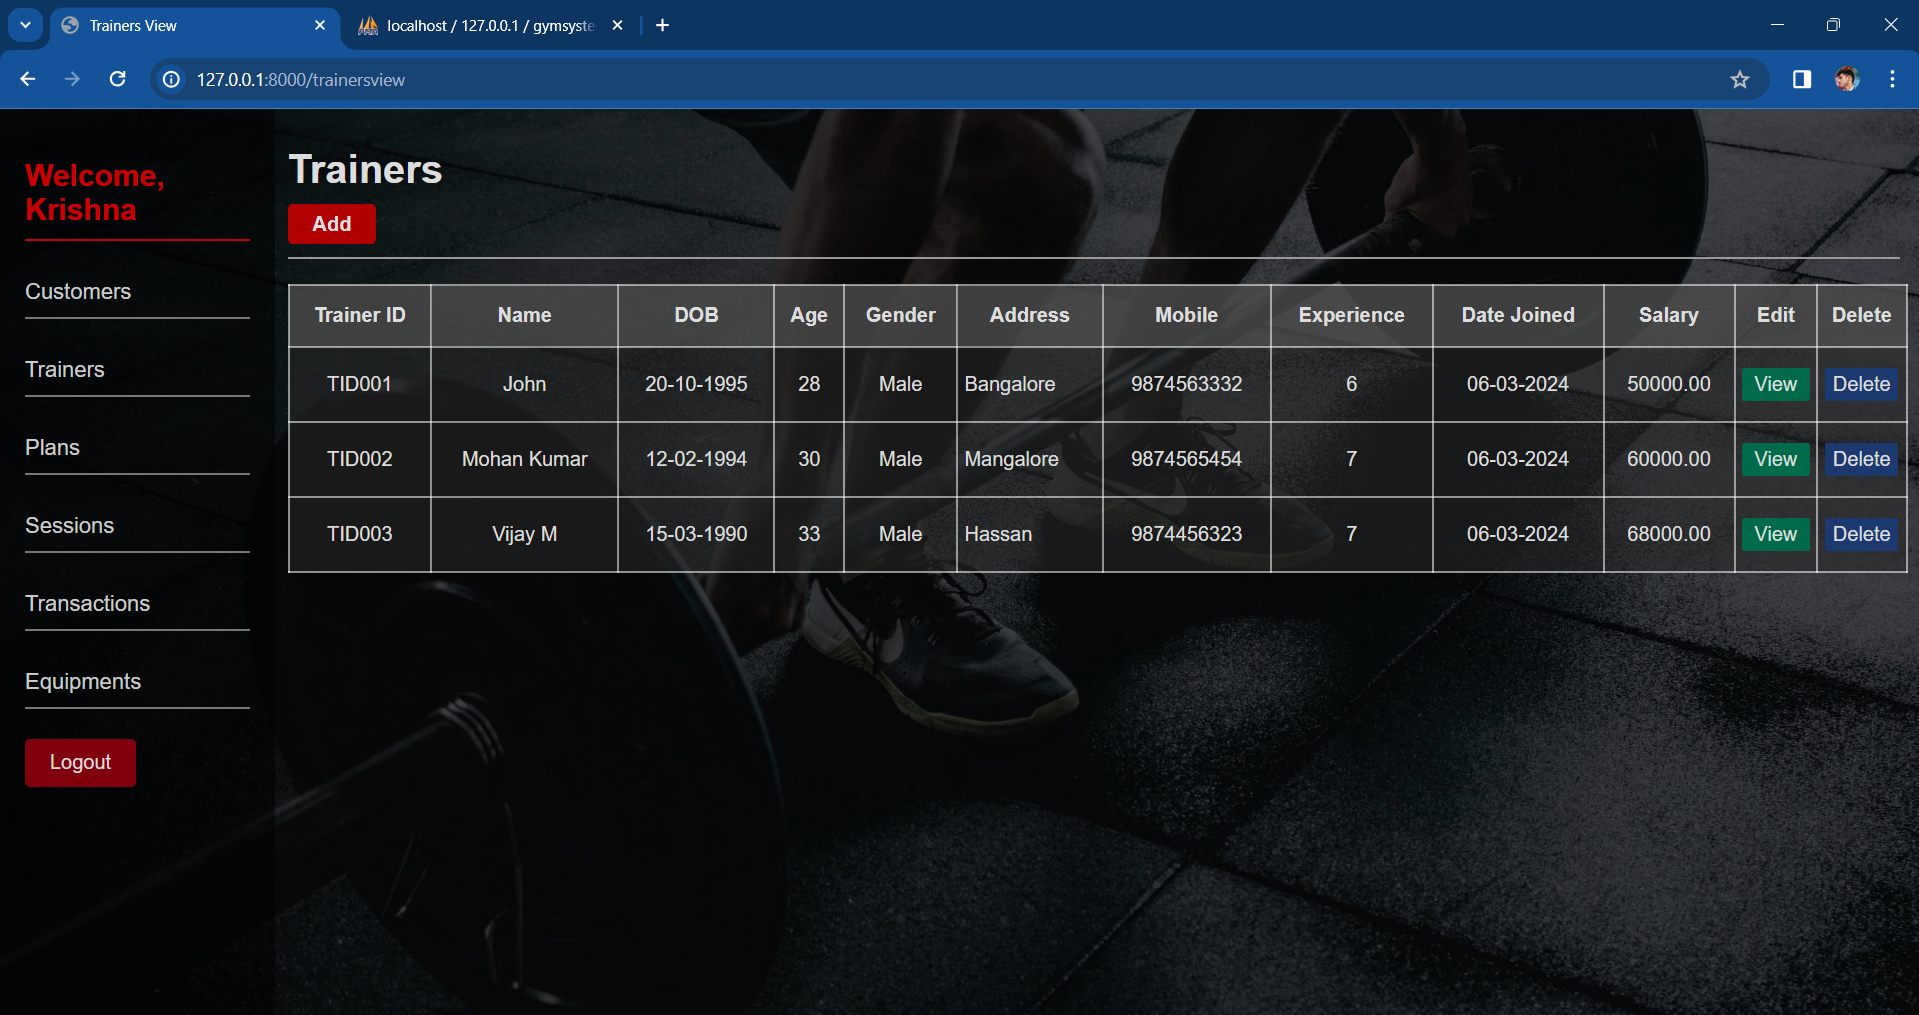 Trainers View
localhost / 127.0.0.1 / gymsyste
127.0.0.1:8000/trainersview
Welcome,
Krishna
Customers
Trainers
Plans
Sessions
Transactions
Equipments
Logout
Trainers
Add
Trainer ID Name DOB Age Gender Address Mobile Experience Date Joined Salary Edit Delete
TID001 John 20-10-1995 28 Male Bangalore 9874563332 6 06-03-2024 50000.00 View Delete
TID002 Mohan Kumar 12-02-1994 30 Male Mangalore 9874565454 7 06-03-2024 60000.00 View Delete
TID003 Vijay M 15-03-1990 33 Male Hassan 9874456323 7 06-03-2024 68000.00 View Delete